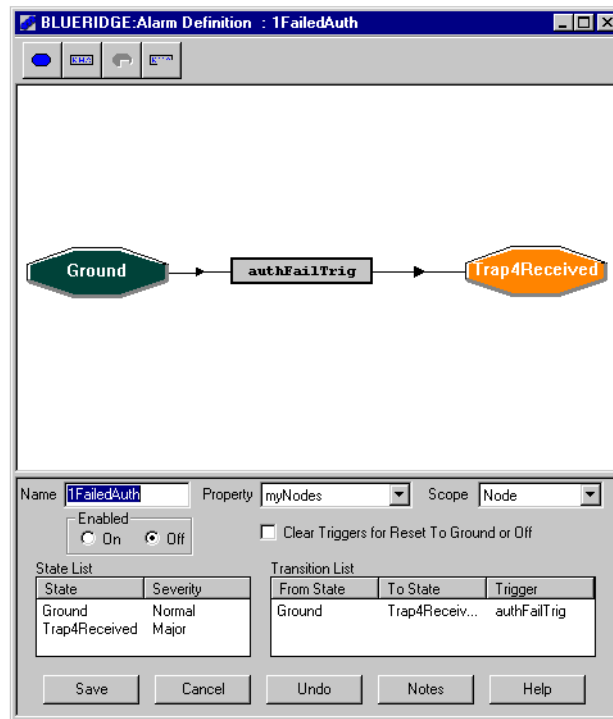 BLUERIDGE:Alarm Definition : 1FailedAuth
Ground authFailTrig Trap4Received
Name 1FailedAuth Property myNodes Scope Node
Enabled
On Off Clear Triggers for Reset To Ground or Off
State List Transition List
State Severity From State To State Trigger
Ground Normal Ground Trap4Receiv... authFailTrig
Trap4Received Major
Save Cancel Undo Notes Help